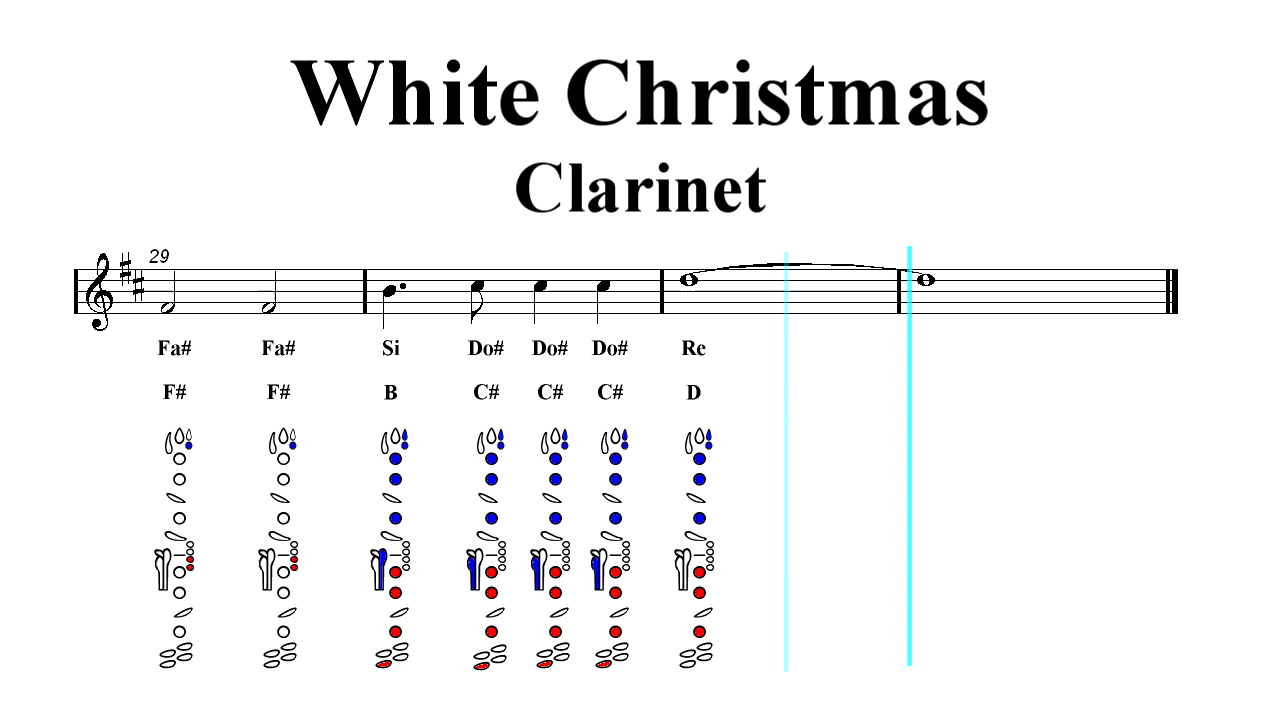 White Christmas
Clarinet
29
Fa# Fa# Si Do# Do# Do# Re
F# F# B C# C# C# D